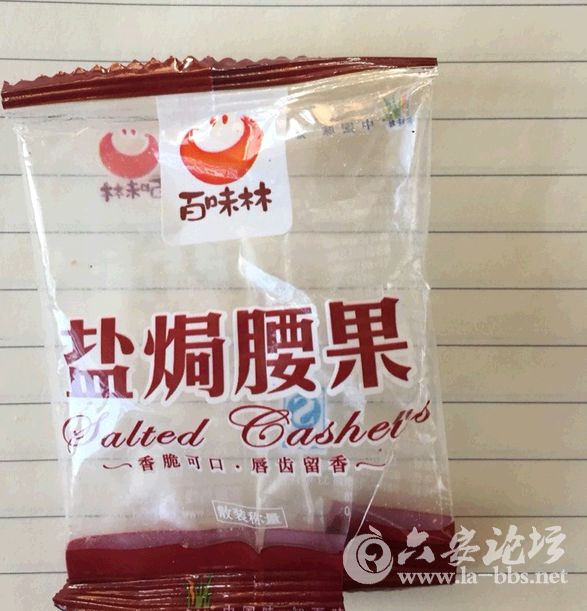 百味林
盐焗腰果
Salted Cashews
~香脆可口·唇齿留香~
散装称量
六安论坛
www.la-bbs.net